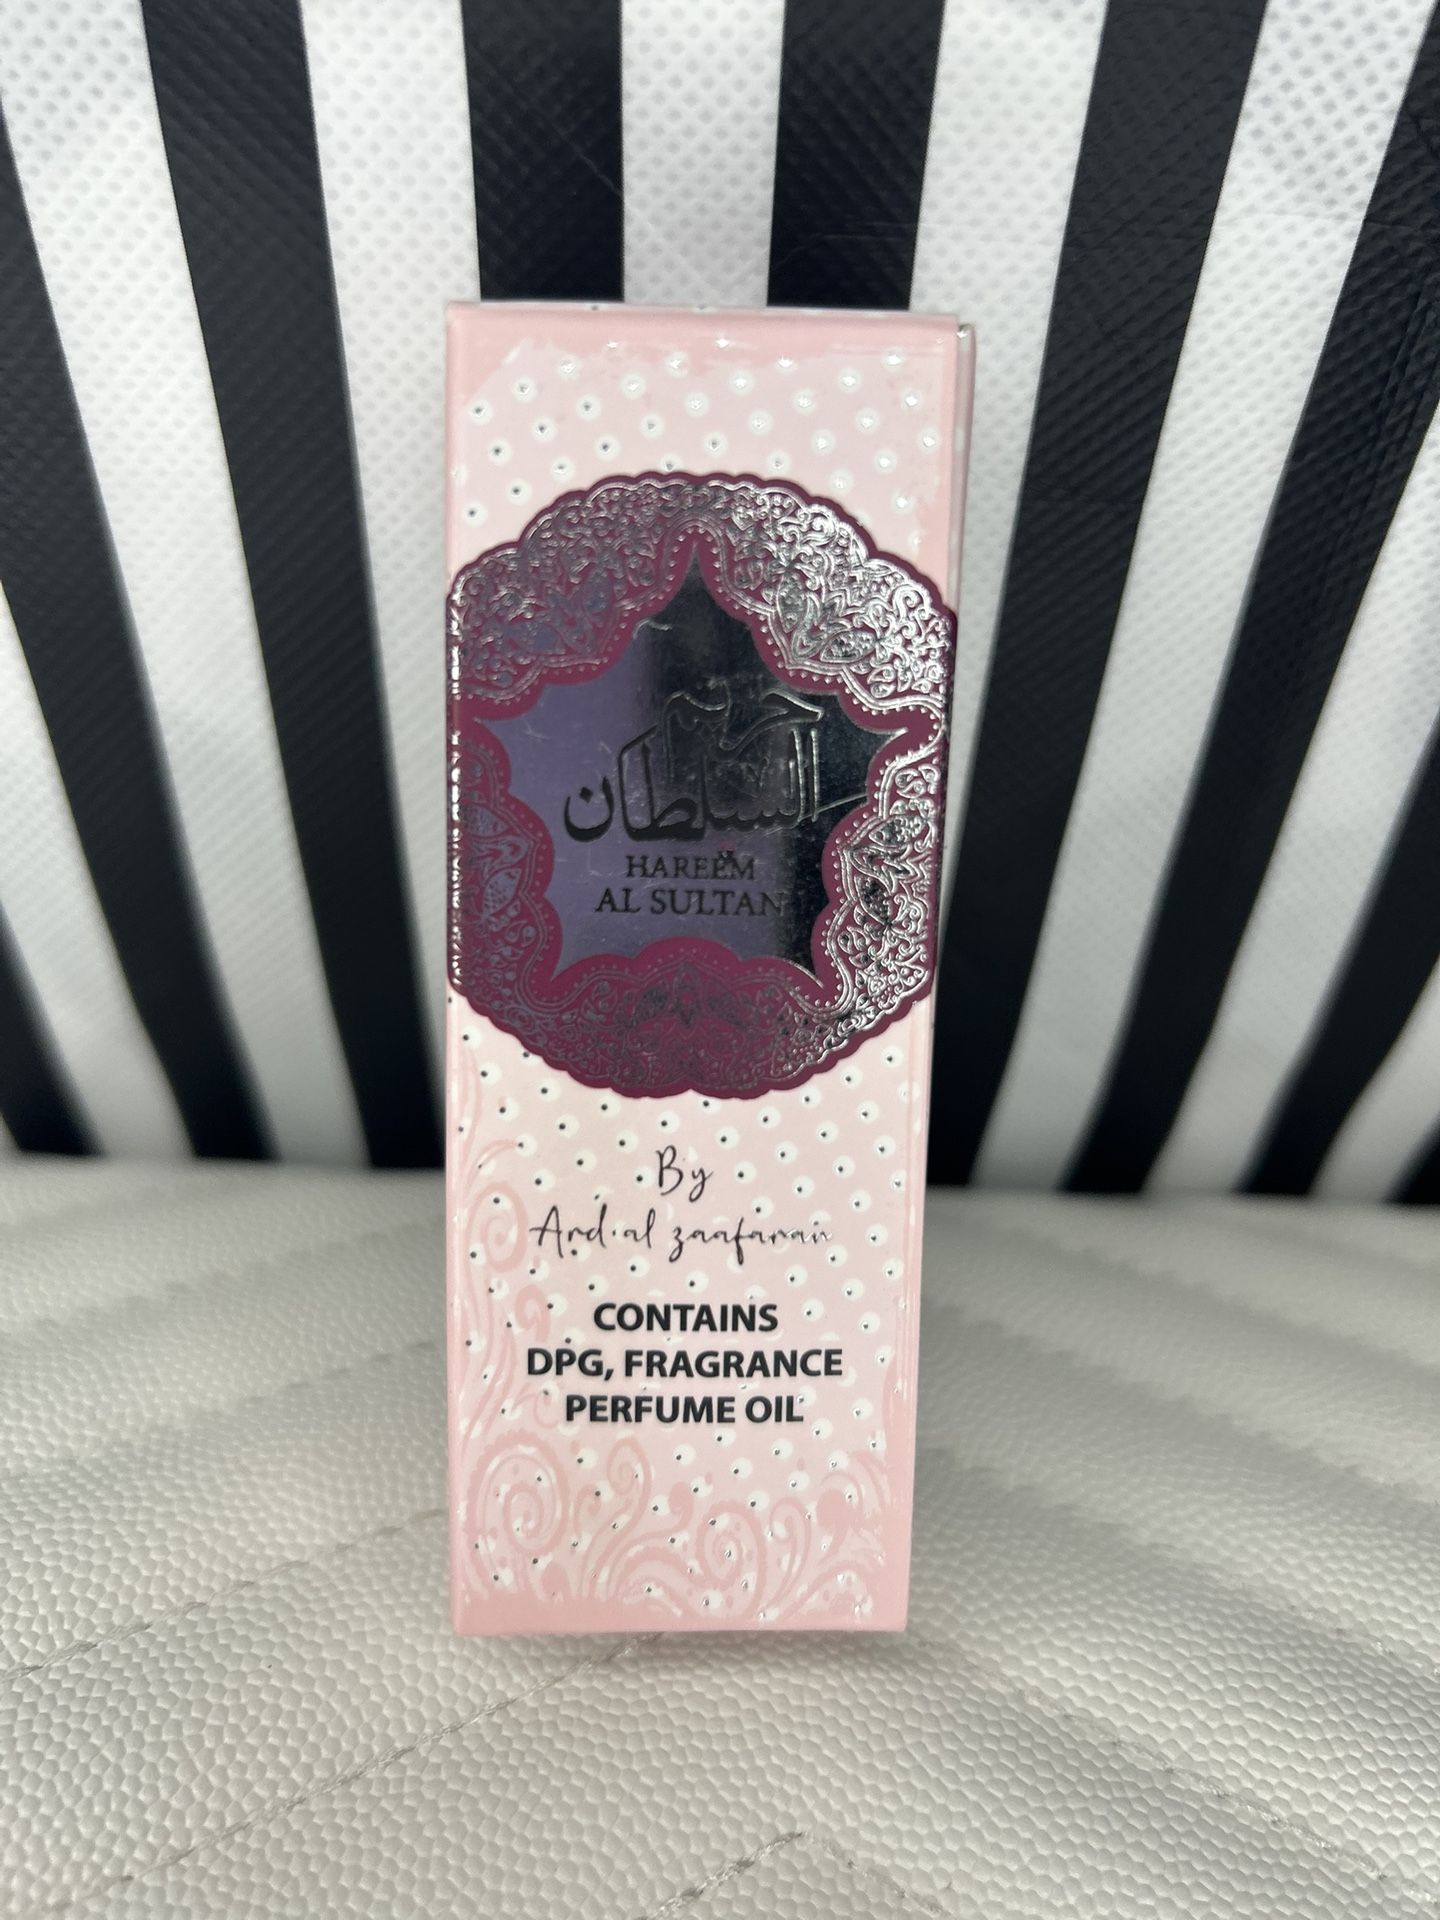 حريم
السلطان
HAREEM
AL SULTAN
By
Ard al zaafaran
CONTAINS
DPG, FRAGRANCE
PERFUME OIL